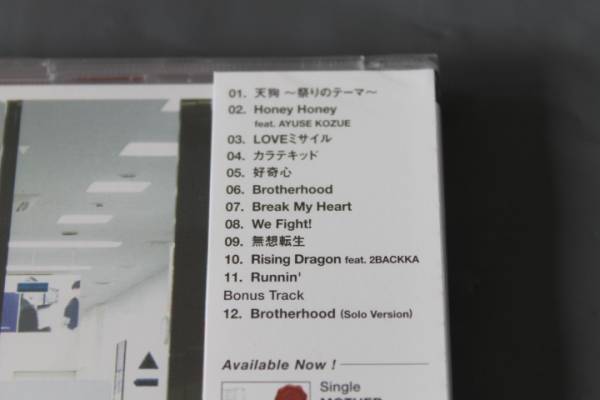 01. 天狗 ～祭りのテーマ～
02. Honey Honey
feat. AYUSE KOZUE
03. LOVEミサイル
04. カラテキッド
05. 好奇心
06. Brotherhood
07. Break My Heart
08. We Fight!
09. 無想転生
10. Rising Dragon feat. 2BACKKA
11. Runnin'
Bonus Track
12. Brotherhood (Solo Version)
Available Now !
Single
MOTHER